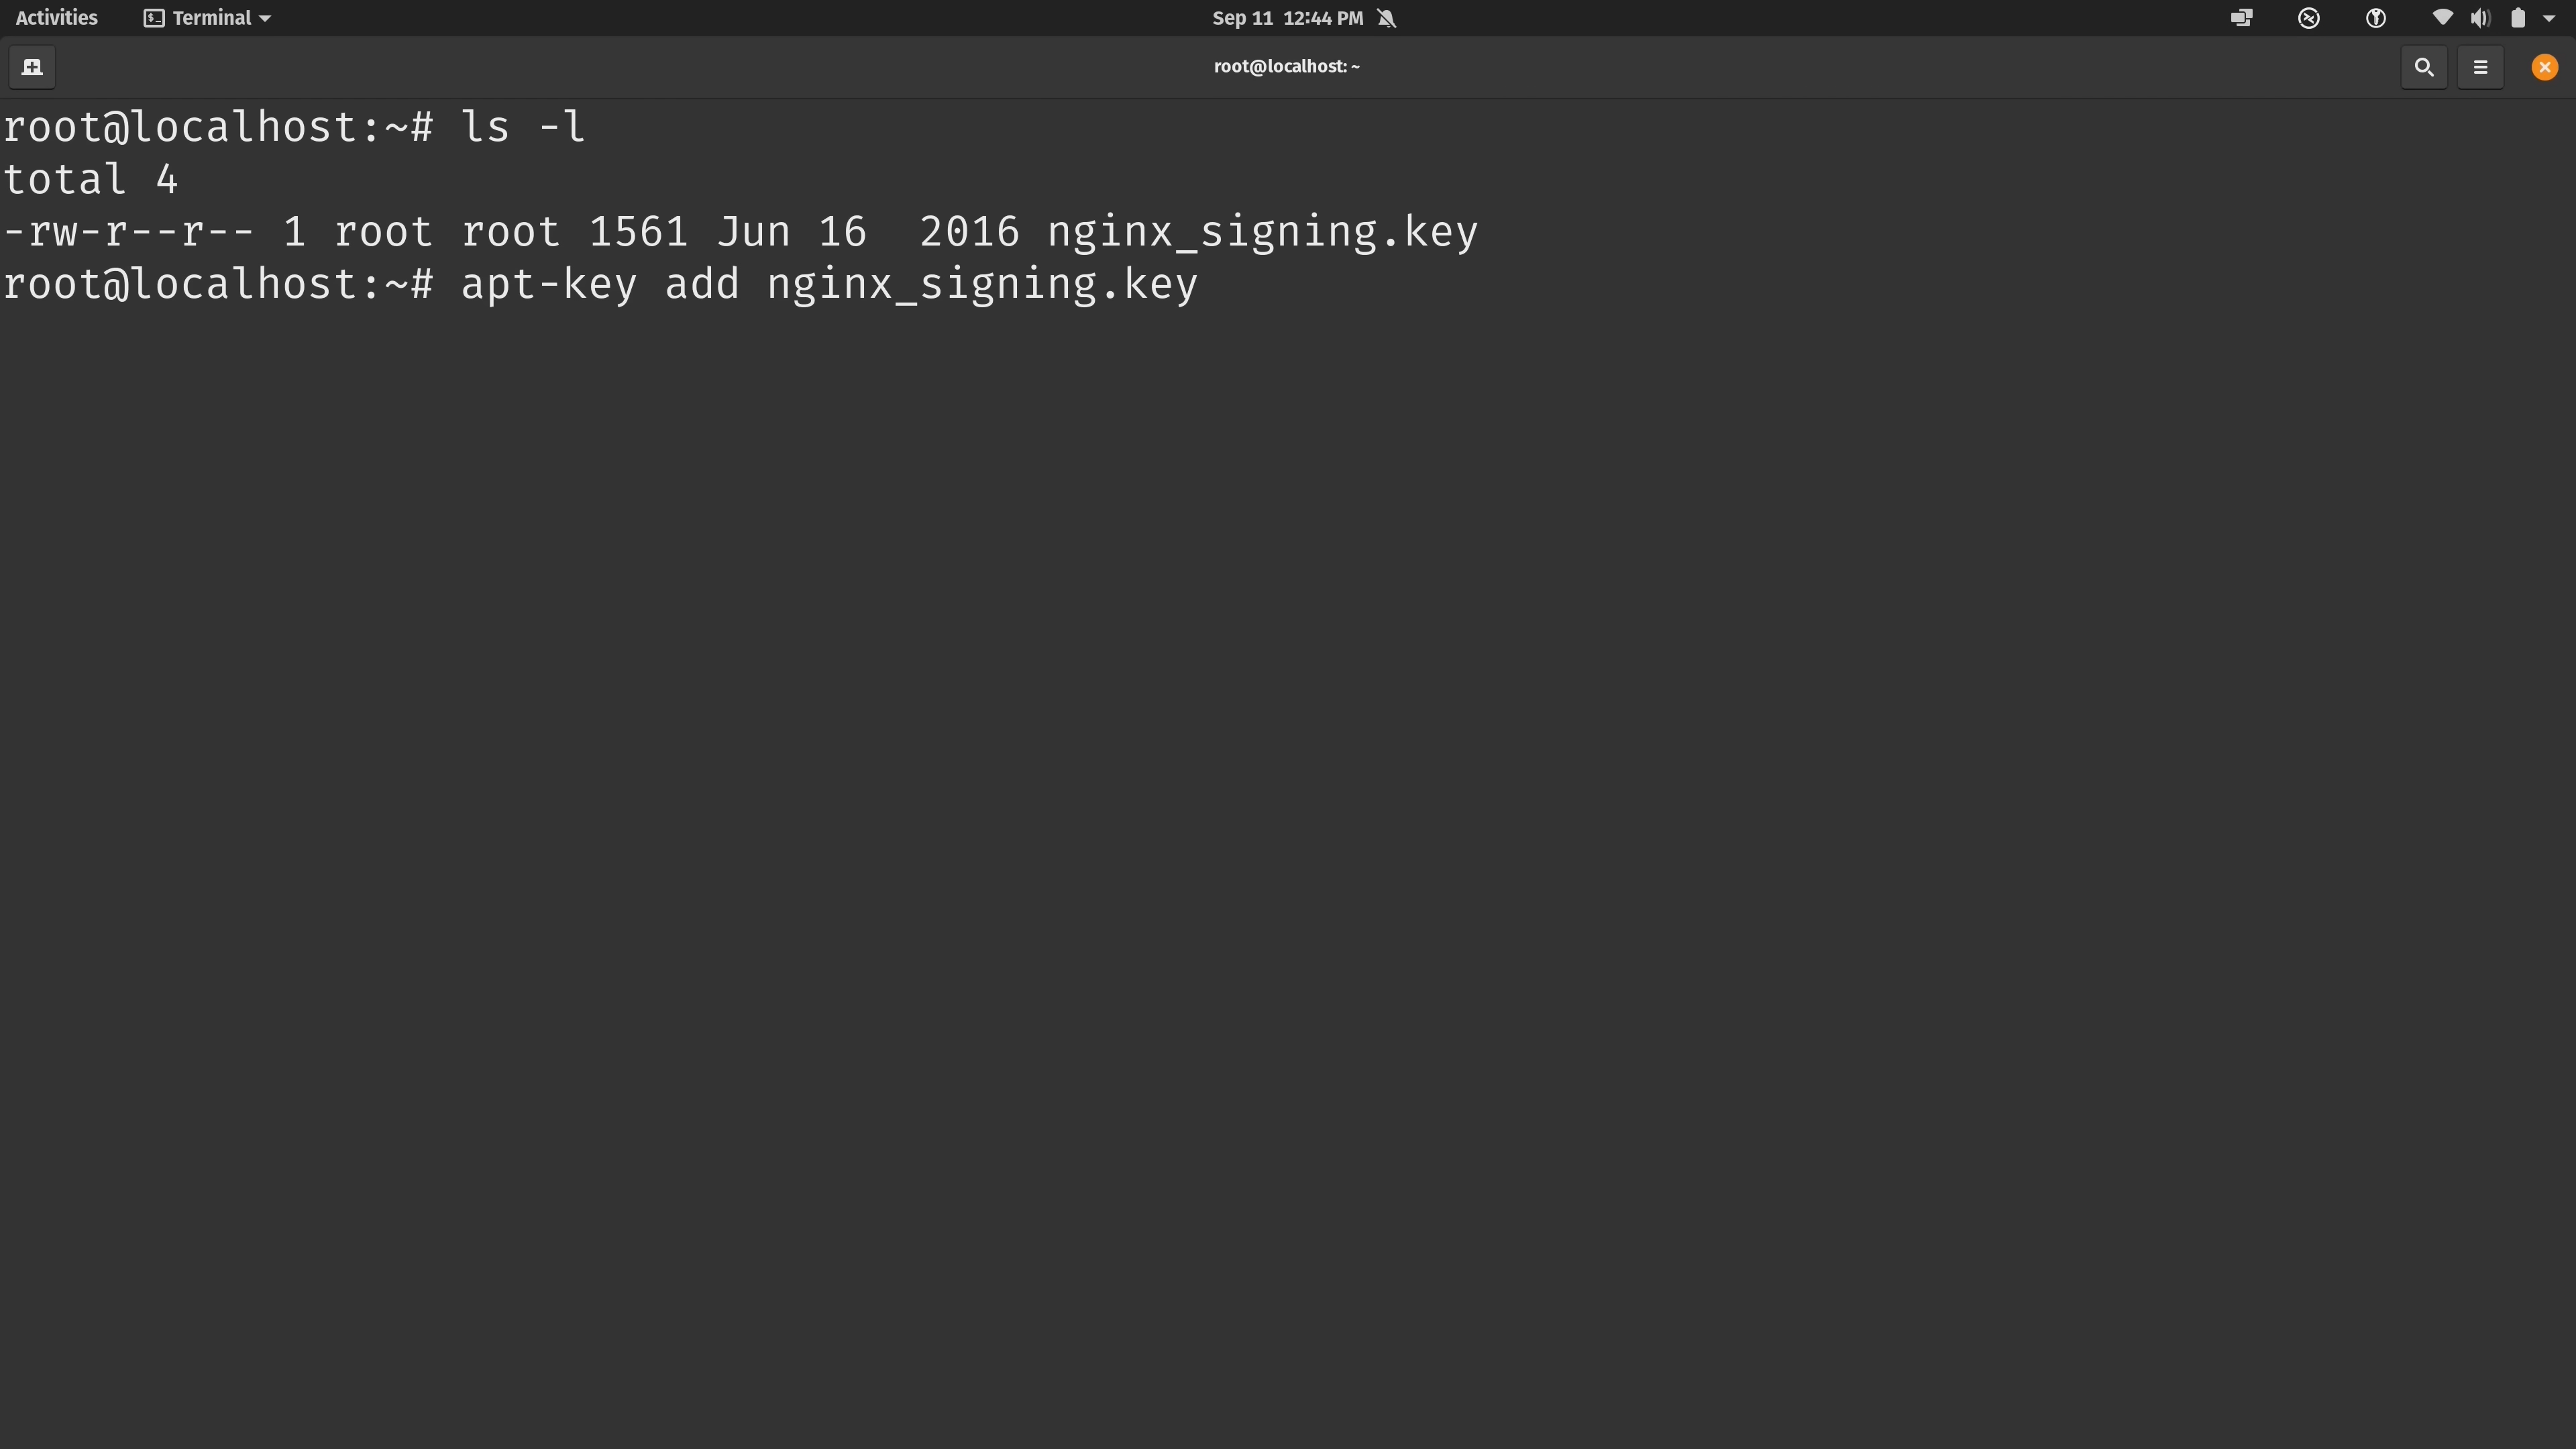 Activities Terminal Sep 11 12:44 PM
root@localhost: ~
root@localhost:~# ls -l
total 4
-rw-r--r-- 1 root root 1561 Jun 16  2016 nginx_signing.key
root@localhost:~# apt-key add nginx_signing.key